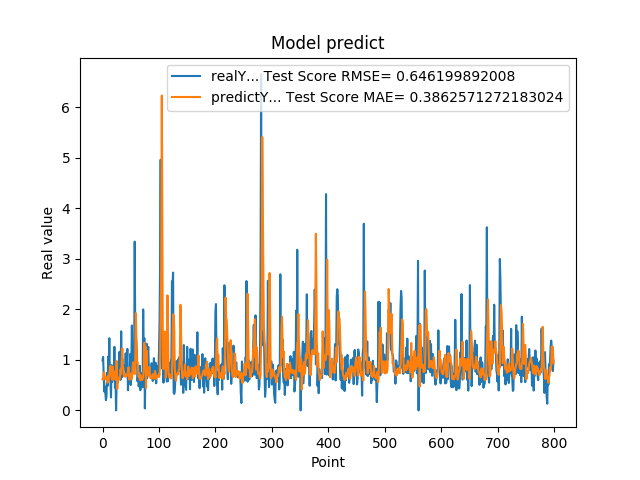 Model predict
realY... Test Score RMSE= 0.646199892008
predictY... Test Score MAE= 0.3862571272183024
6
5
4
3
2
1
0
Real value
0 100 200 300 400 500 600 700 800
Point